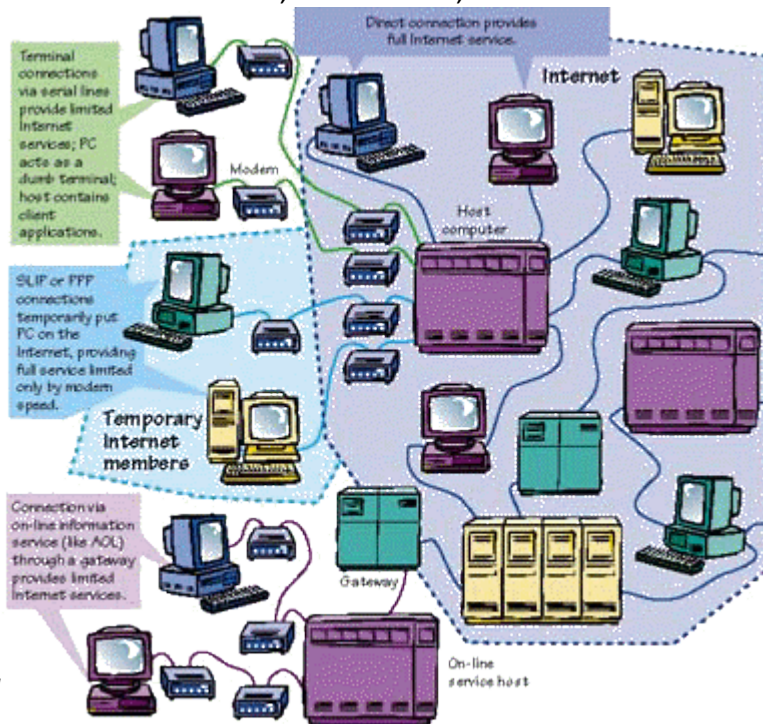 Direct connection provides
full Internet service.
Terminal
connections
via serial lines
provide limited
Internet
services; PC
acts as a
dumb terminal;
host contains
client
applications.
Internet
Modem
Host
computer
SLIP or PPP
connections
temporarily put
PC on the
Internet, providing
full service limited
only by modem
speed.
Temporary
Internet
members
Connection via
on-line information
service (like AOL)
through a gateway
provides limited
Internet services.
Gateway
On-line
service host